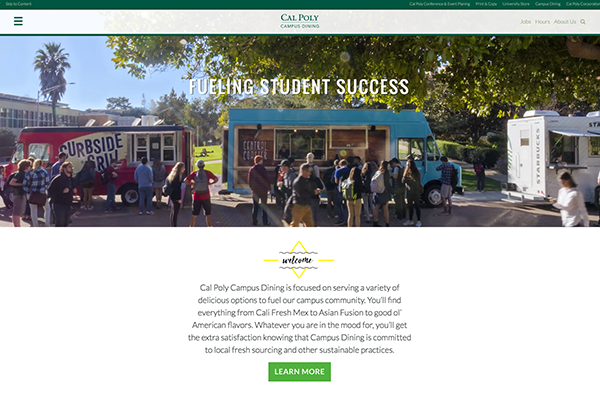 Skip to Content
Cal Poly Conference & Event Planning Print & Copy University Store Campus Dining Cal Poly Corporation
CAL POLY
CAMPUS DINING
Jobs Hours About Us
FUELING STUDENT SUCCESS
SURBSIDE
GRILL
CENTRAL
STARBUCKS
welcome
Cal Poly Campus Dining is focused on serving a variety of
delicious options to fuel our campus community. You'll find
everything from Cali Fresh Mex to Asian Fusion to good ol'
American flavors. Whatever you are in the mood for, you'll get
the extra satisfaction knowing that Campus Dining is committed
to local fresh sourcing and other sustainable practices.
LEARN MORE